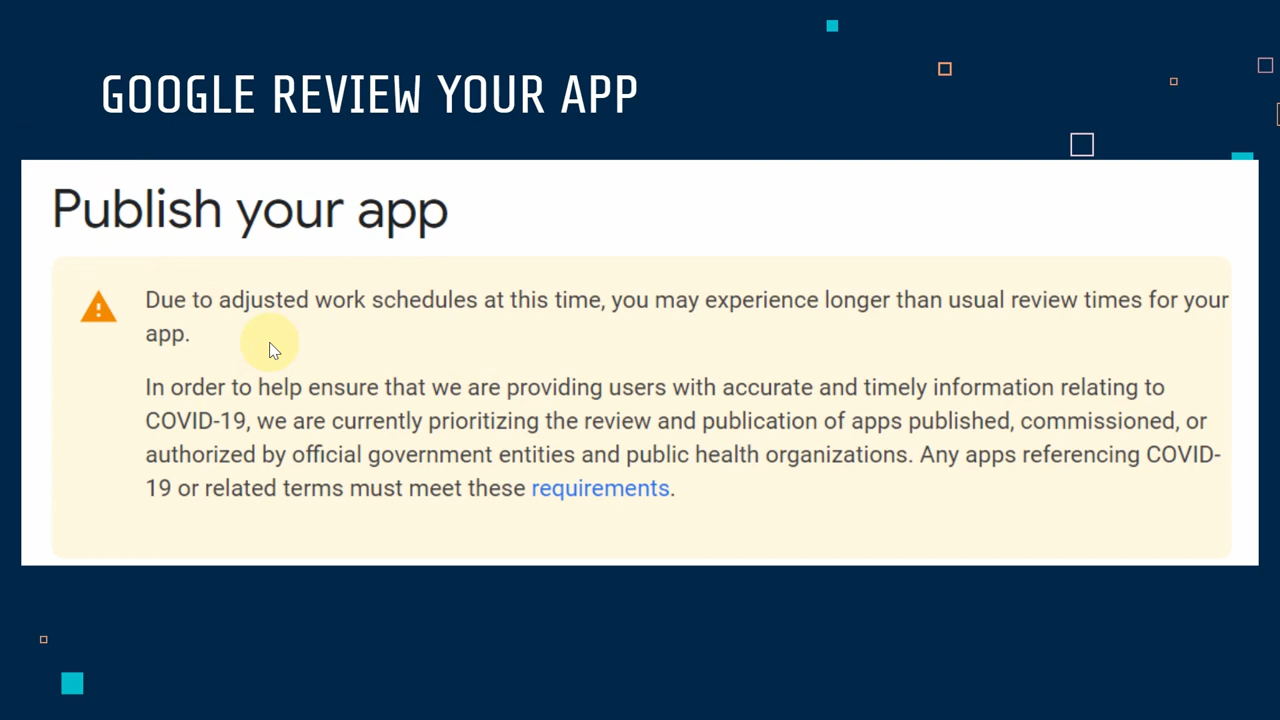 GOOGLE REVIEW YOUR APP
Publish your app
Due to adjusted work schedules at this time, you may experience longer than usual review times for your
app.
In order to help ensure that we are providing users with accurate and timely information relating to
COVID-19, we are currently prioritizing the review and publication of apps published, commissioned, or
authorized by official government entities and public health organizations. Any apps referencing COVID-
19 or related terms must meet these requirements.